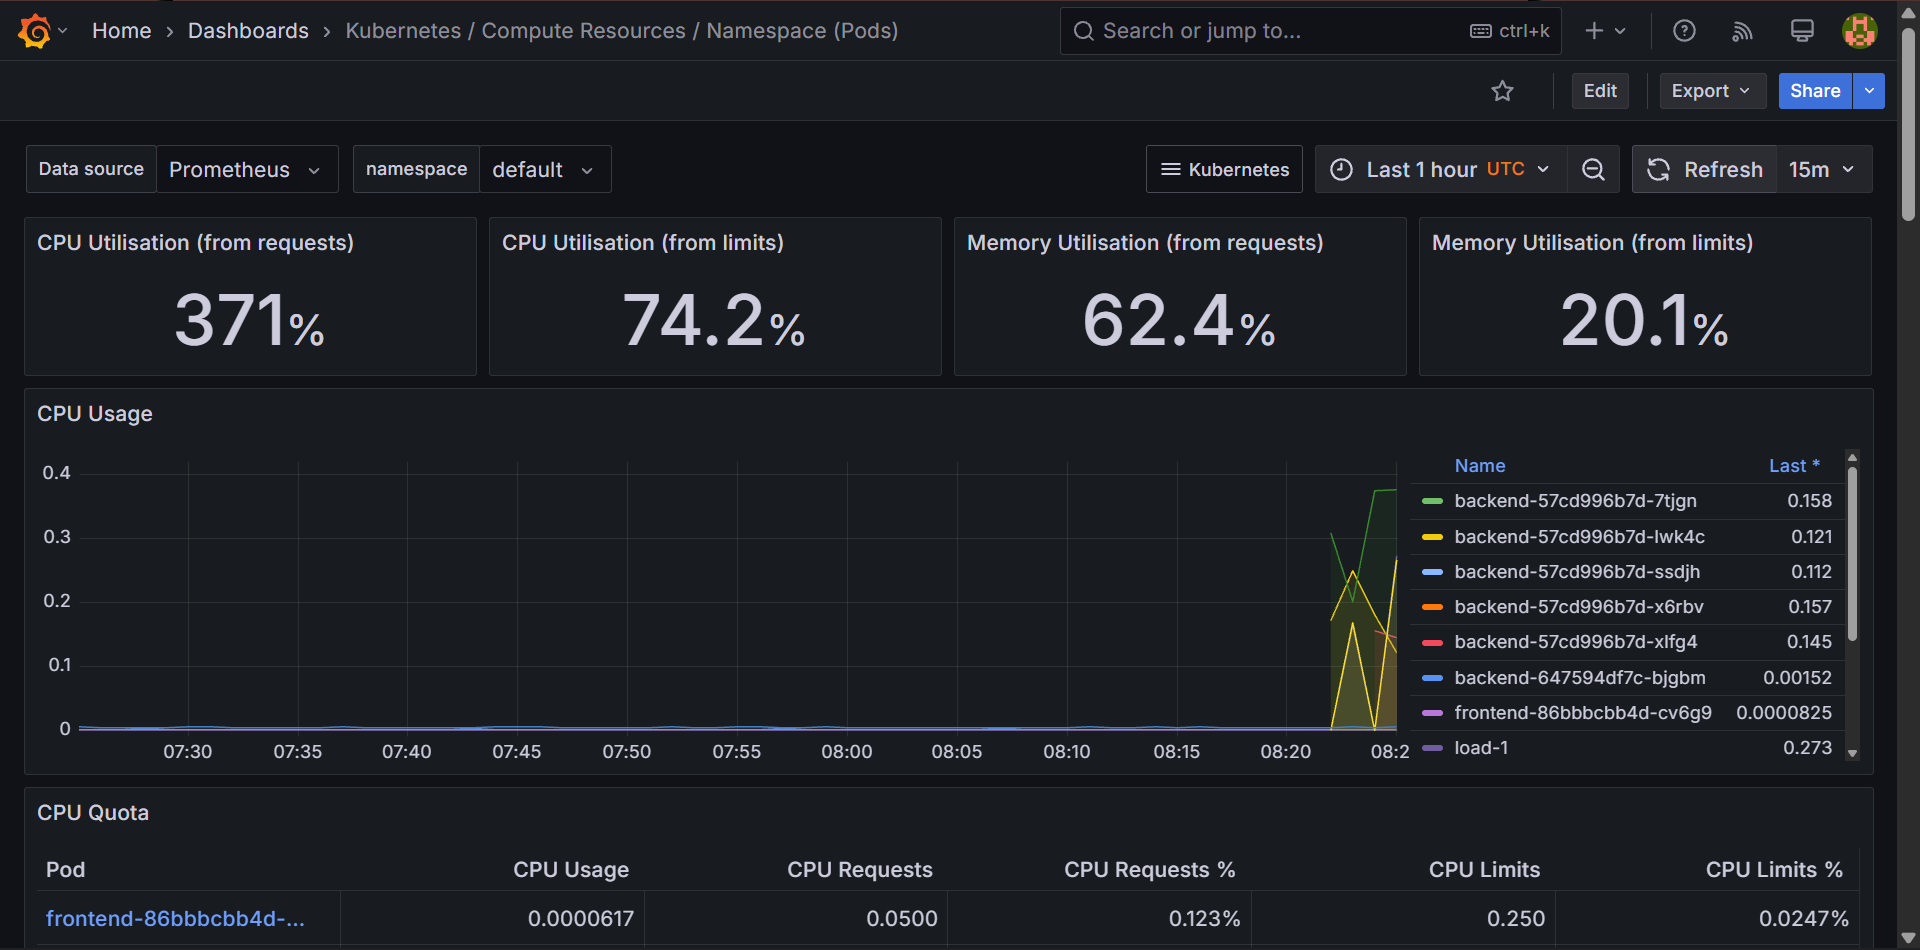 Home › Dashboards › Kubernetes / Compute Resources / Namespace (Pods)
Search or jump to... ctrl+k
Edit Export Share
Data source Prometheus namespace default Kubernetes Last 1 hour UTC Refresh 15m
CPU Utilisation (from requests)
371%
CPU Utilisation (from limits)
74.2%
Memory Utilisation (from requests)
62.4%
Memory Utilisation (from limits)
20.1%
CPU Usage
0.4
0.3
0.2
0.1
0
07:30 07:35 07:40 07:45 07:50 07:55 08:00 08:05 08:10 08:15 08:20 08:2
Name Last *
backend-57cd996b7d-7tjgn 0.158
backend-57cd996b7d-lwk4c 0.121
backend-57cd996b7d-ssdjh 0.112
backend-57cd996b7d-x6rbv 0.157
backend-57cd996b7d-xlfg4 0.145
backend-647594df7c-bjgbm 0.00152
frontend-86bbbcbb4d-cv6g9 0.0000825
load-1 0.273
CPU Quota
Pod CPU Usage CPU Requests CPU Requests % CPU Limits CPU Limits %
frontend-86bbbcbb4d-... 0.0000617 0.0500 0.123% 0.250 0.0247%